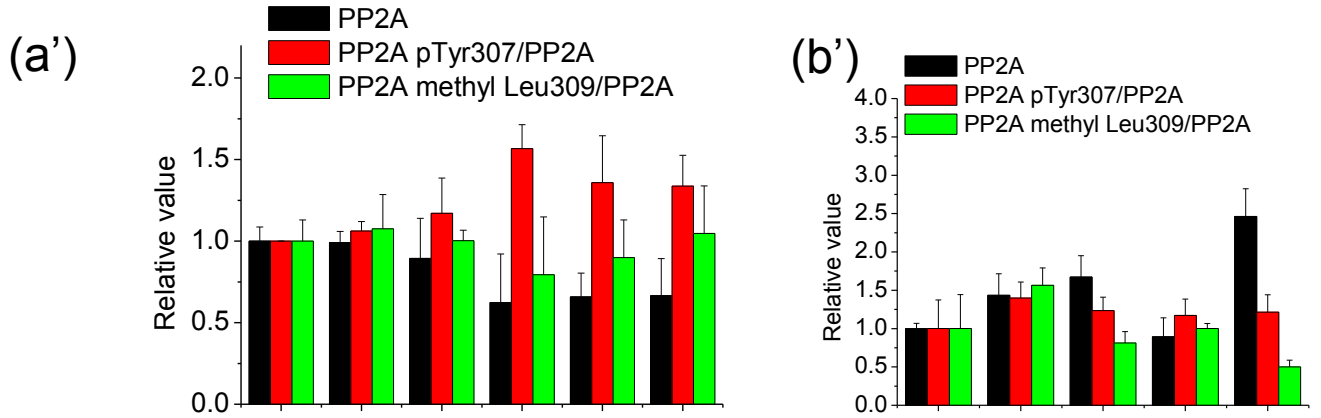 (a’)
PP2A
PP2A pTyr307/PP2A
PP2A methyl Leu309/PP2A
2.0
1.5
1.0
0.5
0.0
Relative value
(b’)
PP2A
PP2A pTyr307/PP2A
PP2A methyl Leu309/PP2A
4.0
3.5
3.0
2.5
2.0
1.5
1.0
0.5
0.0
Relative value